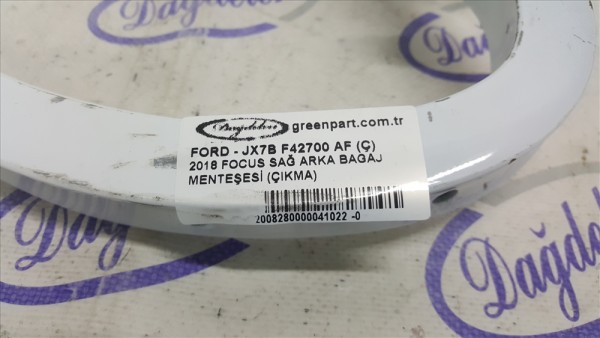 Dağdelen
Dağdelen greenpart.com.tr
FORD - JX7B F42700 AF (Ç)
2018 FOCUS SAĞ ARKA BAGAJ
MENTEŞESİ (ÇIKMA)
2008280000041022 -0
Dağdelen
Dağdelen